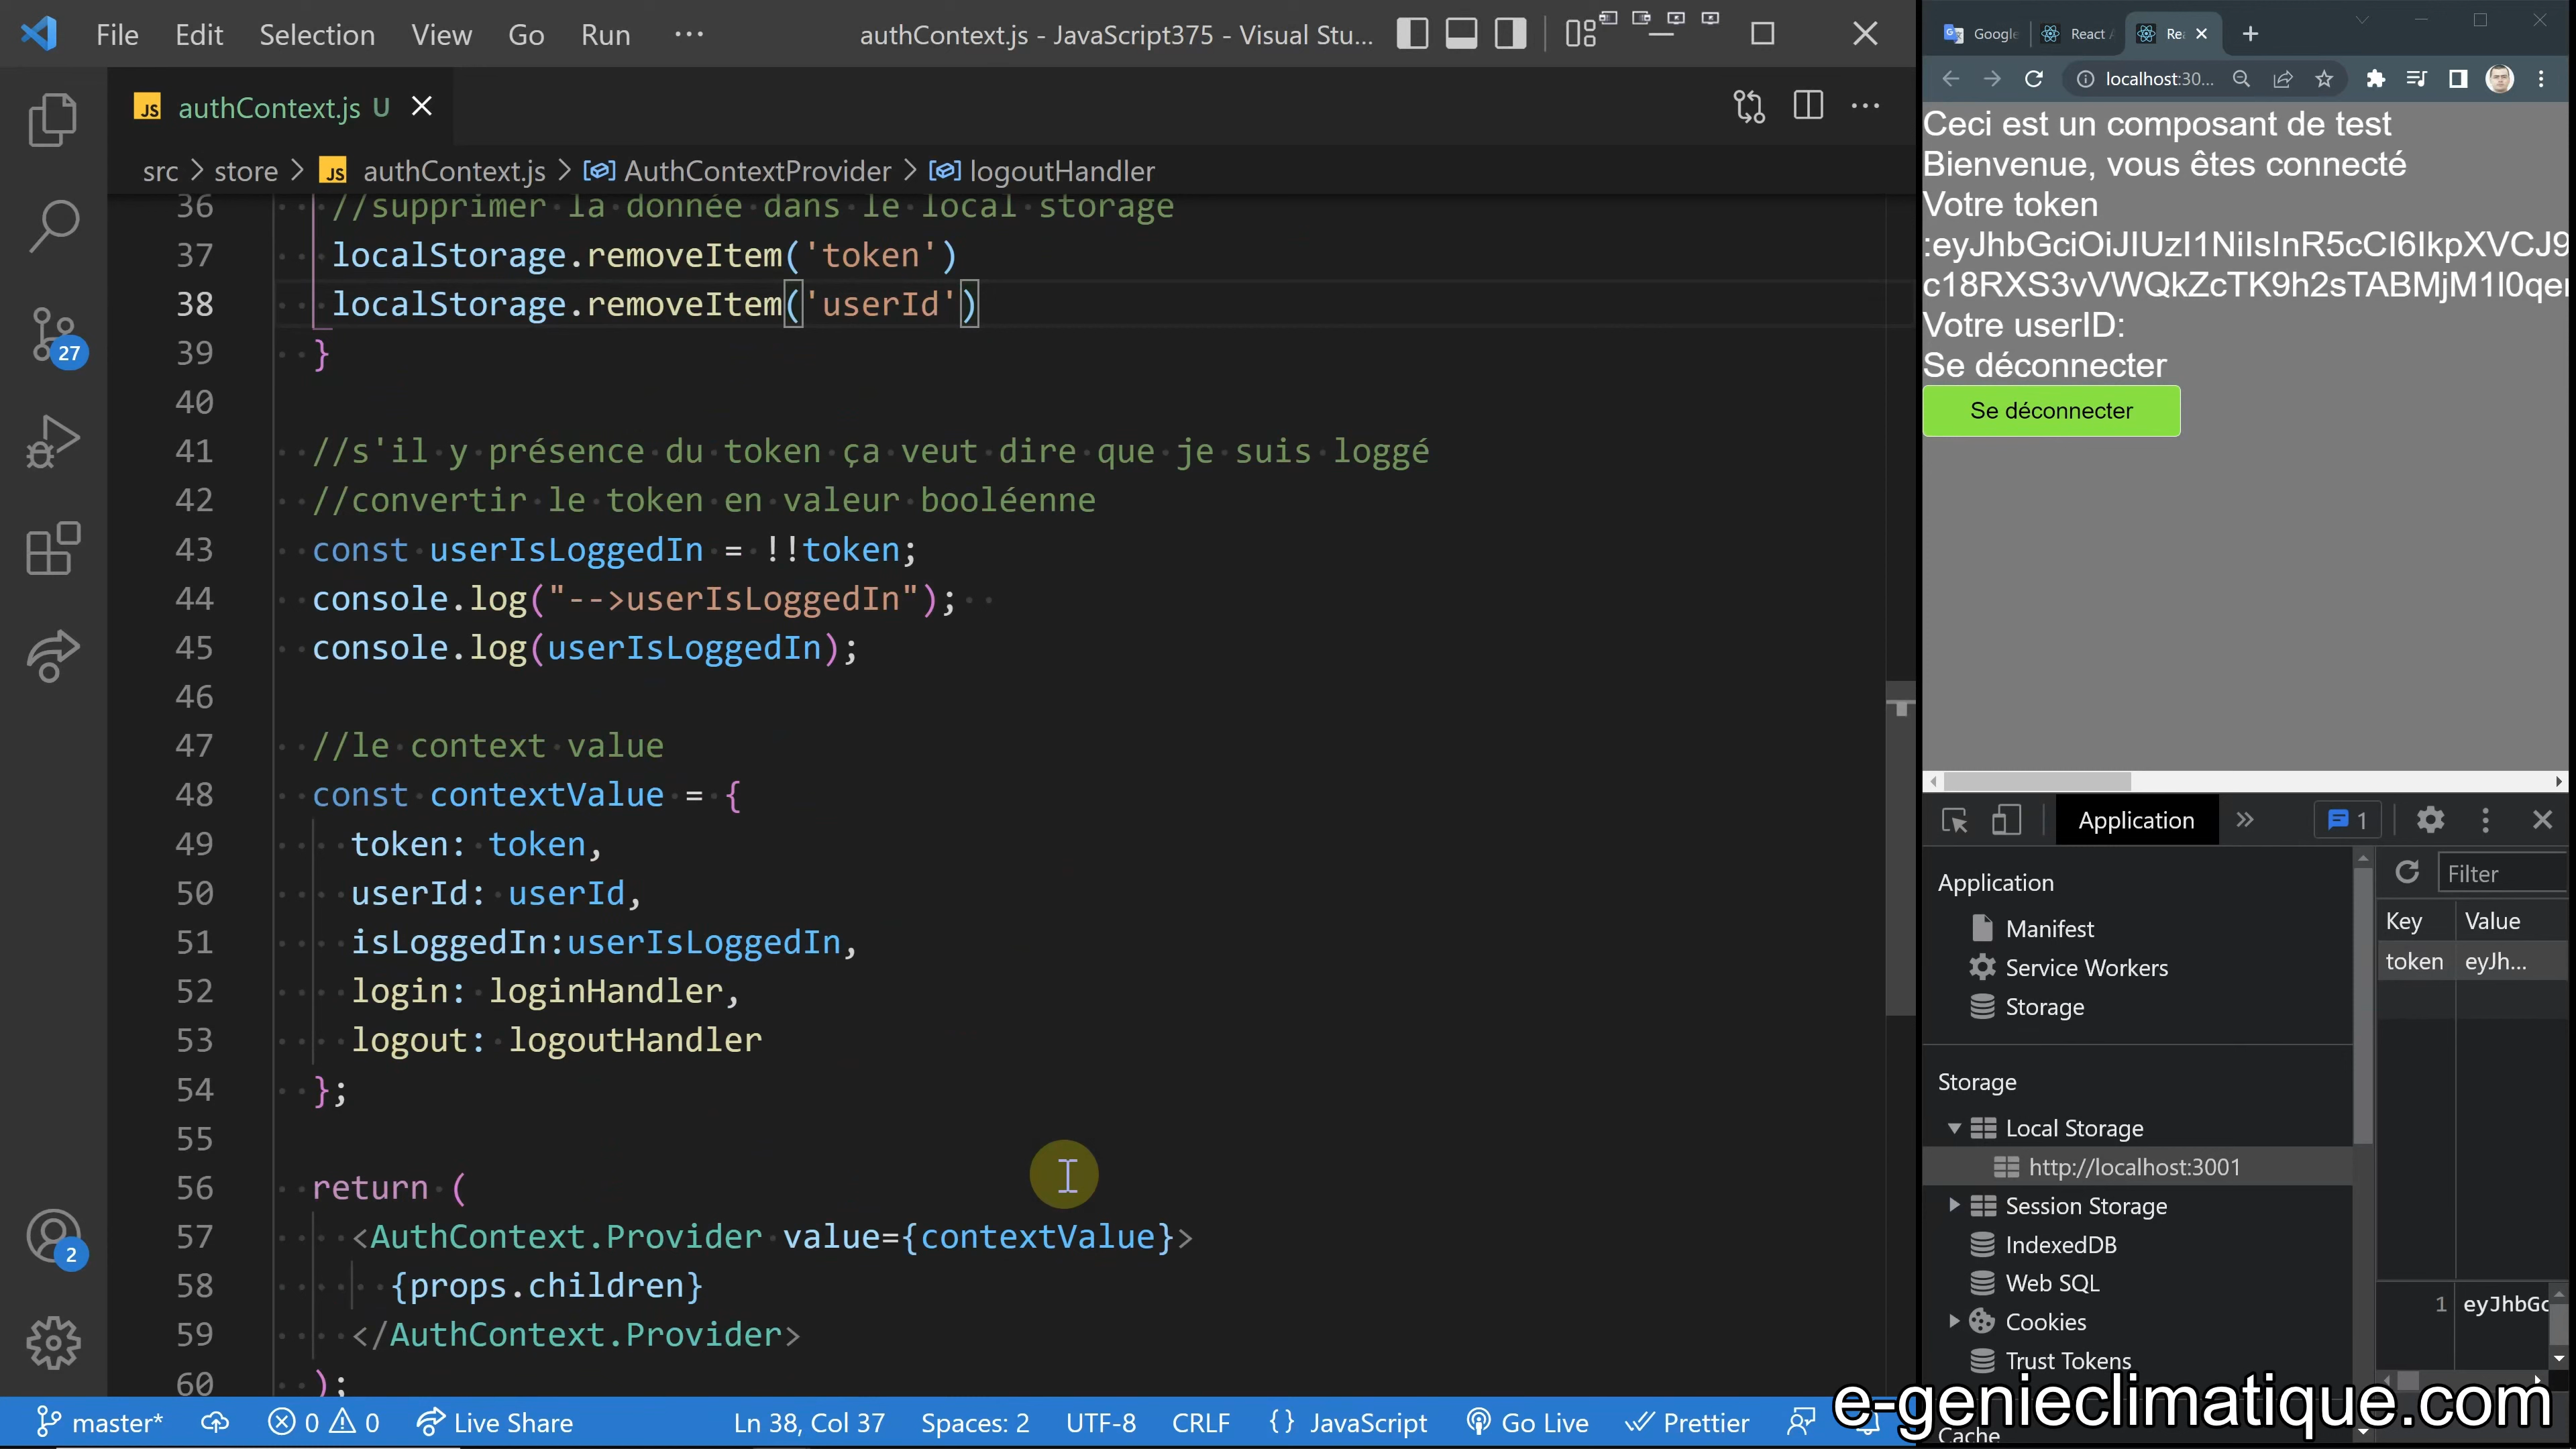 File Edit Selection View Go Run ··· authContext.js - JavaScript375 - Visual Stu...
authContext.js U
src > store > authContext.js > AuthContextProvider > logoutHandler
36 //supprimer la donnée dans le local storage
37 localStorage.removeItem('token')
38 localStorage.removeItem('userId')
39 }
40
41 //s'il y présence du token ça veut dire que je suis loggé
42 //convertir le token en valeur booléenne
43 const userIsLoggedIn = !!token;
44 console.log("-->userIsLoggedIn");
45 console.log(userIsLoggedIn);
46
47 //le context value
48 const contextValue = {
49 token: token,
50 userId: userId,
51 isLoggedIn:userIsLoggedIn,
52 login: loginHandler,
53 logout: logoutHandler
54 };
55
56 return (
57 <AuthContext.Provider value={contextValue}>
58 {props.children}
59 </AuthContext.Provider>
60 );
27
2
master* 0 0 Live Share Ln 38, Col 37 Spaces: 2 UTF-8 CRLF {} JavaScript Go Live Prettier
Google React A Rea
localhost:30...
Ceci est un composant de test
Bienvenue, vous êtes connecté
Votre token
:eyJhbGciOiJIUzI1NiIsInR5cCI6IkpXVCJ9
c18RXS3vVWQkZcTK9h2sTABMjM1l0qer
Votre userID:
Se déconnecter
Se déconnecter
Application 1
Application
Manifest
Service Workers
Storage
Storage
Local Storage
http://localhost:3001
Session Storage
IndexedDB
Web SQL
Cookies
Trust Tokens
Cache
Filter
Key Value
token eyJh...
1 eyJhbGc
e-genieclimatique.com